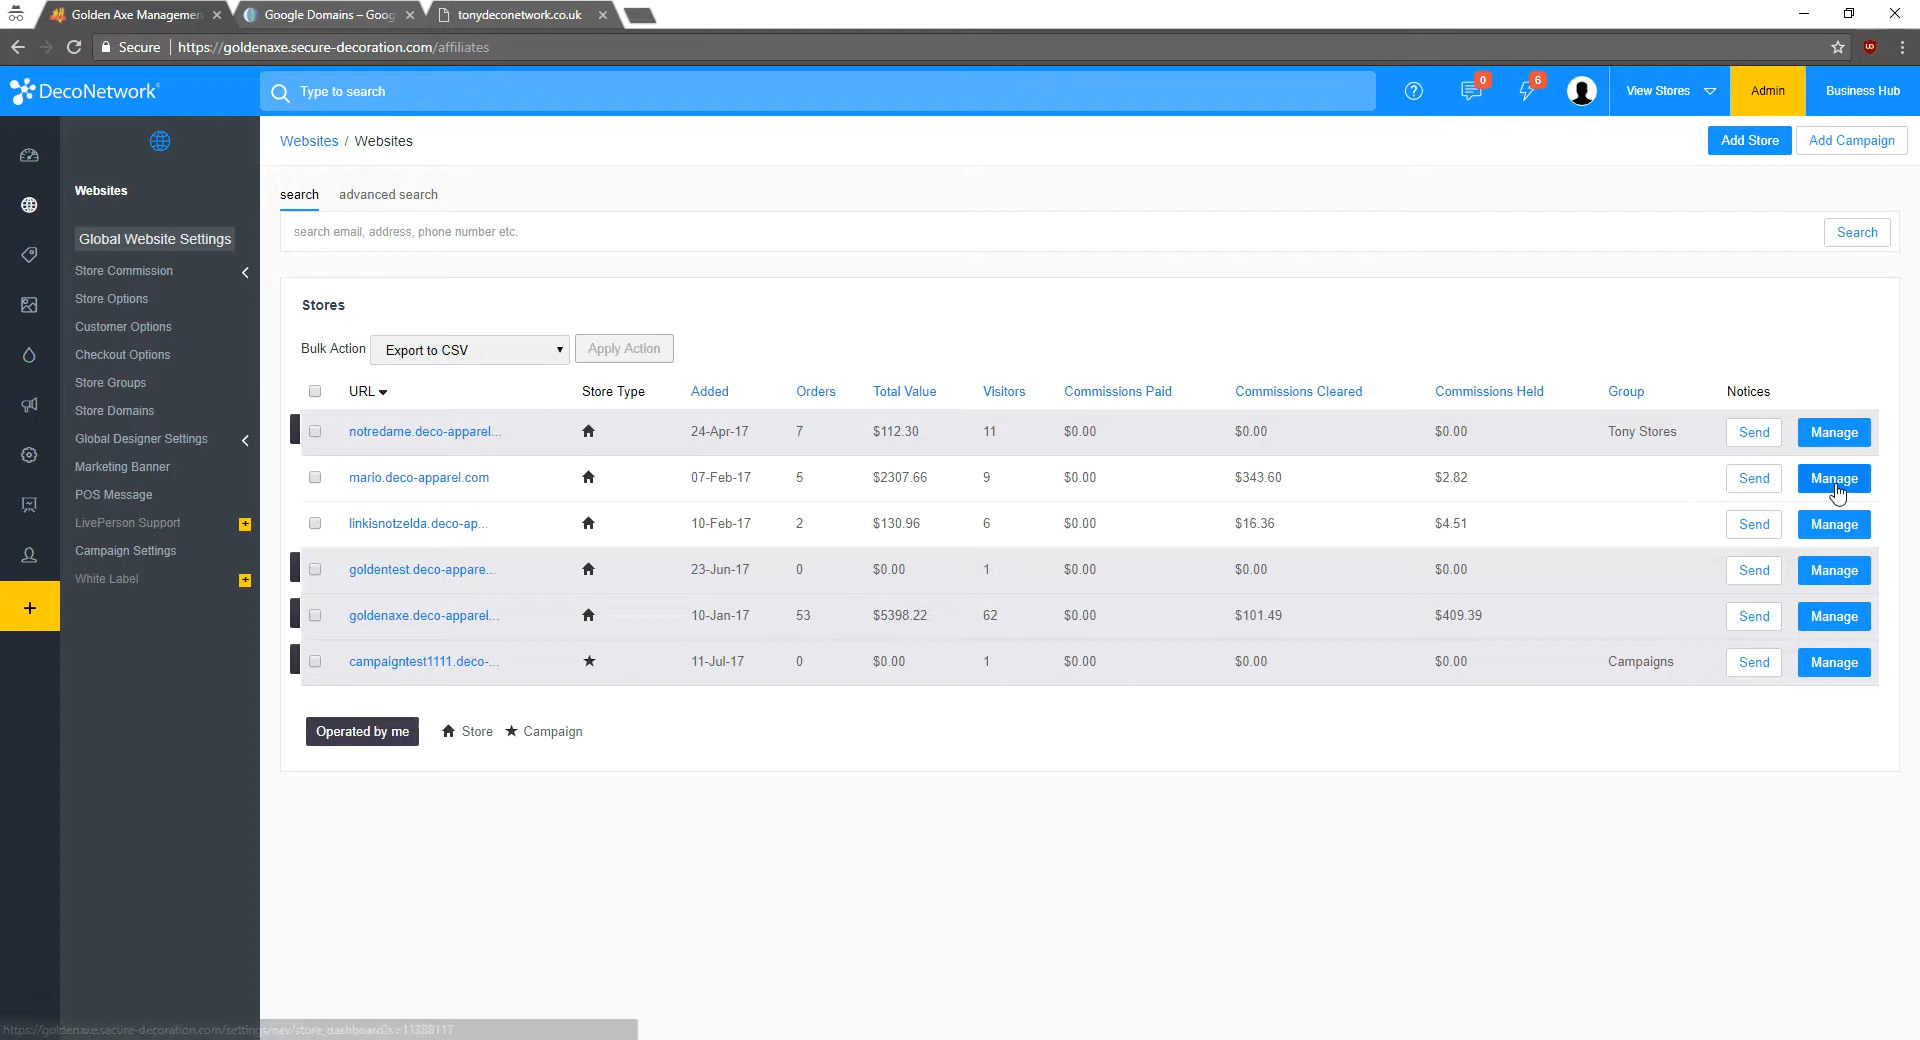 Golden Axe Managemen
Google Domains – Goog
tonydeconetwork.co.uk
Secure
https://goldenaxe.secure-decoration.com/affiliates
DecoNetwork
Type to search
0
6
View Stores
Admin
Business Hub
Websites / Websites
Add Store
Add Campaign
Websites
Global Website Settings
Store Commission
Store Options
Customer Options
Checkout Options
Store Groups
Store Domains
Global Designer Settings
Marketing Banner
POS Message
LivePerson Support
Campaign Settings
White Label
search advanced search
search email, address, phone number etc.
Search
Stores
Bulk Action Export to CSV Apply Action
URL Store Type Added Orders Total Value Visitors Commissions Paid Commissions Cleared Commissions Held Group Notices
notredame.deco-apparel... 24-Apr-17 7 $112.30 11 $0.00 $0.00 $0.00 Tony Stores Send Manage
mario.deco-apparel.com 07-Feb-17 5 $2307.66 9 $0.00 $343.60 $2.82 Send Manage
linkisnotzelda.deco-ap... 10-Feb-17 2 $130.96 6 $0.00 $16.36 $4.51 Send Manage
goldentest.deco-appare... 23-Jun-17 0 $0.00 1 $0.00 $0.00 $0.00 Send Manage
goldenaxe.deco-apparel... 10-Jan-17 53 $5398.22 62 $0.00 $101.49 $409.39 Send Manage
campaigntest1111.deco-... 11-Jul-17 0 $0.00 1 $0.00 $0.00 $0.00 Campaigns Send Manage
Operated by me Store Campaign
https://goldenaxe.secure-decoration.com/settings/nav/store_dashboard?s=11388117